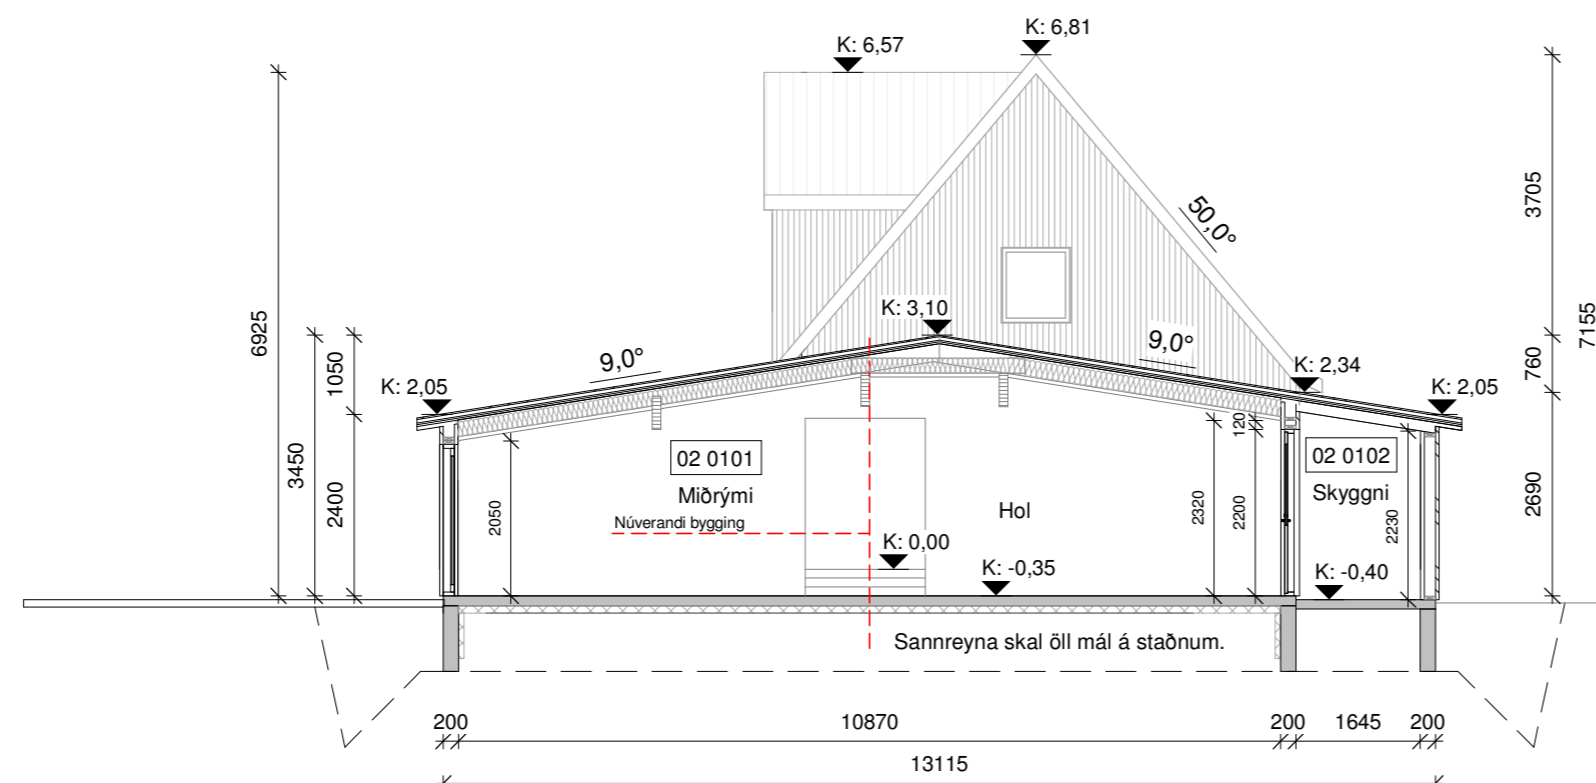 K: 6,81
K: 6,57
50,0°
3705
7155
6925
K: 3,10
9,0°
9,0°
K: 2,34
760
1050
K: 2,05
K: 2,05
120
3450
2400
02 0101
Miðrými
Núverandi bygging
2050
Hol
2320
2200
02 0102
Skyggni
2230
2690
K: 0,00
K: -0,35
K: -0,40
Sannreyna skal öll mál á staðnum.
200
10870
200
1645
200
13115